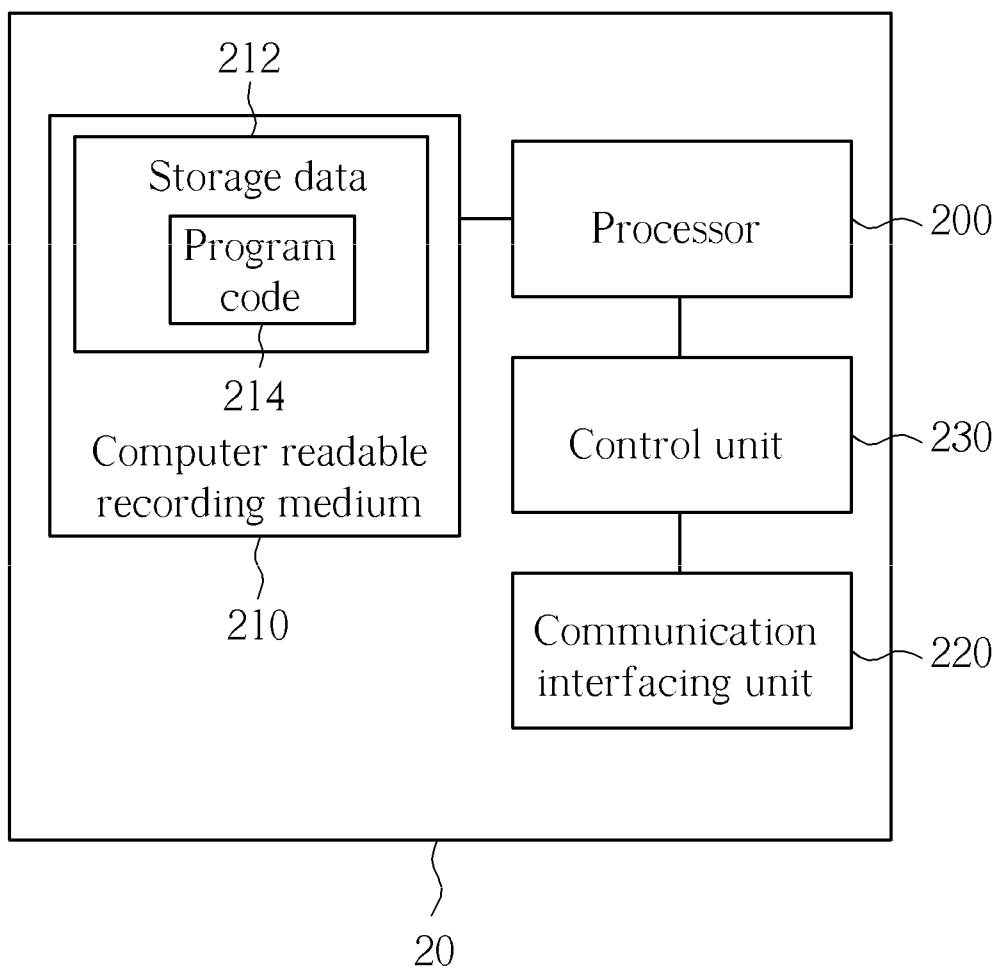 212
Storage data
Program
code
214
Computer readable
recording medium
210
Processor
200
Control unit
230
Communication
interfacing unit
220
20